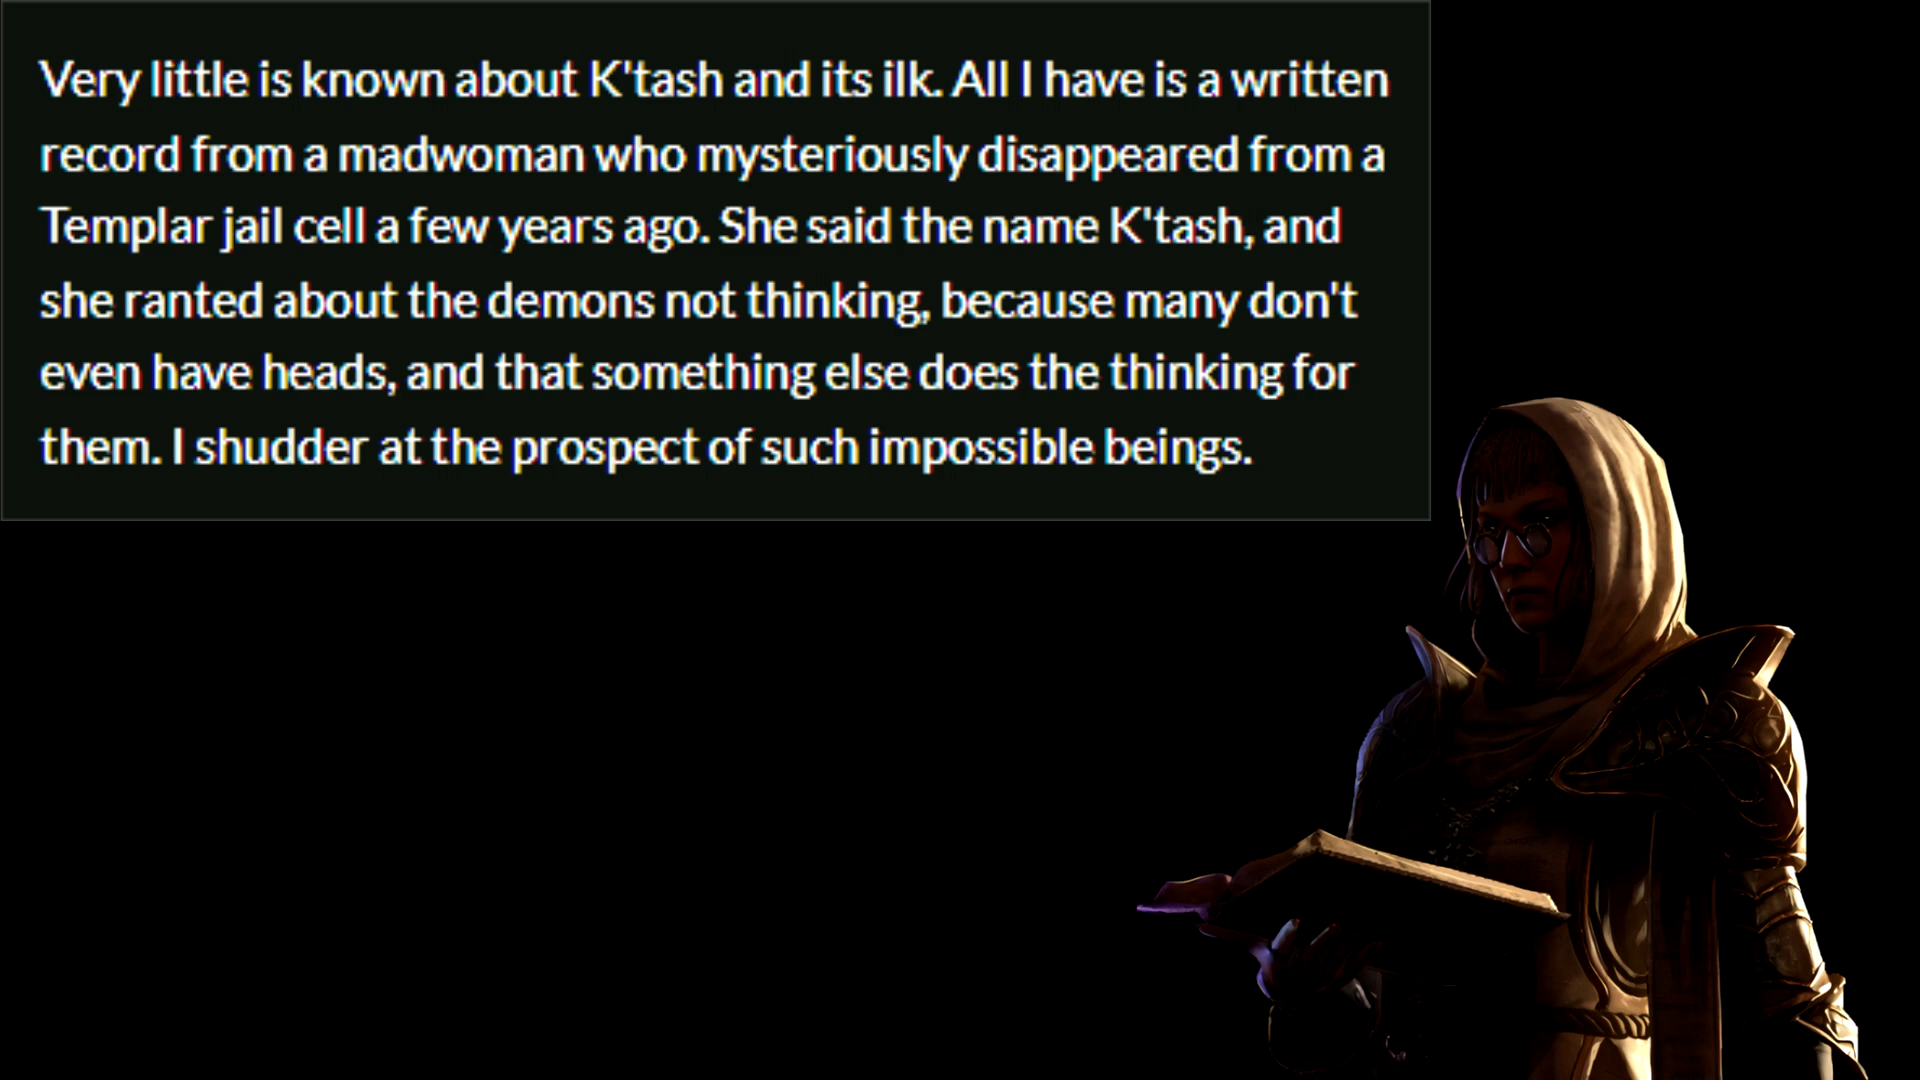 Very little is known about K'tash and its ilk. All I have is a written
record from a madwoman who mysteriously disappeared from a
Templar jail cell a few years ago. She said the name K'tash, and
she ranted about the demons not thinking, because many don't
even have heads, and that something else does the thinking for
them. I shudder at the prospect of such impossible beings.